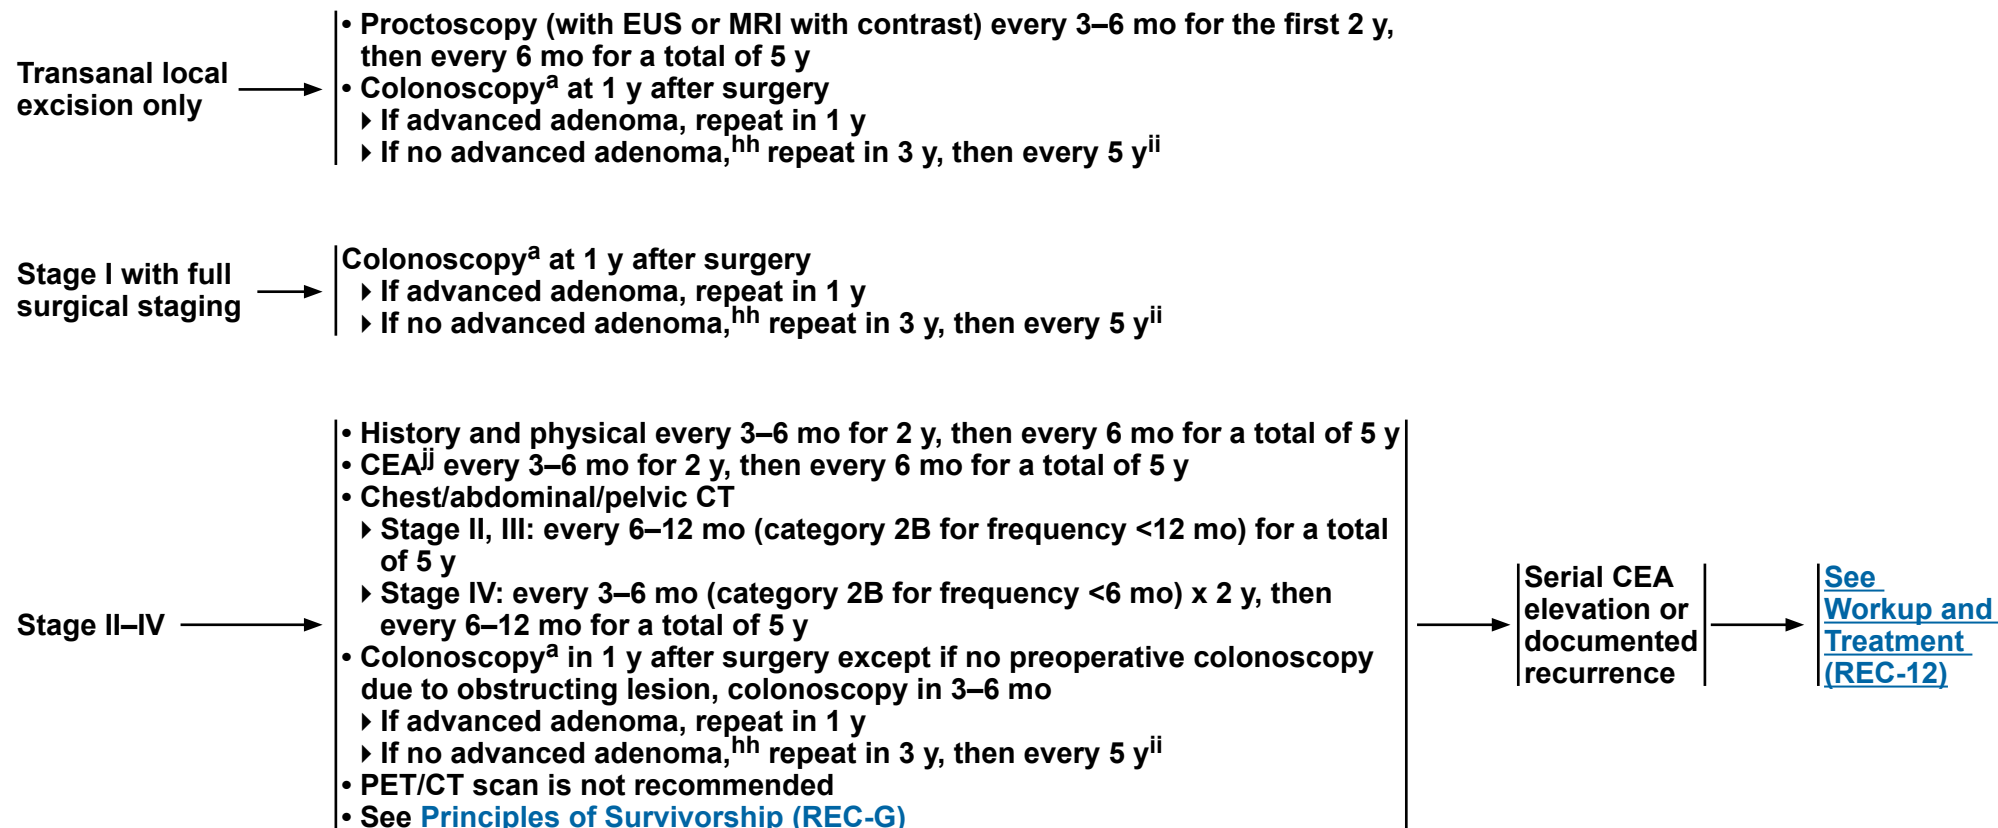 Transanal local
excision only
• Proctoscopy (with EUS or MRI with contrast) every 3–6 mo for the first 2 y,
then every 6 mo for a total of 5 y
• Colonoscopyᵃ at 1 y after surgery
▸ If advanced adenoma, repeat in 1 y
▸ If no advanced adenoma,ʰʰ repeat in 3 y, then every 5 yⁱⁱ
Stage I with full
surgical staging
Colonoscopyᵃ at 1 y after surgery
▸ If advanced adenoma, repeat in 1 y
▸ If no advanced adenoma,ʰʰ repeat in 3 y, then every 5 yⁱⁱ
Stage II–IV
• History and physical every 3–6 mo for 2 y, then every 6 mo for a total of 5 y
• CEAʲʲ every 3–6 mo for 2 y, then every 6 mo for a total of 5 y
• Chest/abdominal/pelvic CT
▸ Stage II, III: every 6–12 mo (category 2B for frequency <12 mo) for a total
of 5 y
▸ Stage IV: every 3–6 mo (category 2B for frequency <6 mo) x 2 y, then
every 6–12 mo for a total of 5 y
• Colonoscopyᵃ in 1 y after surgery except if no preoperative colonoscopy
due to obstructing lesion, colonoscopy in 3–6 mo
▸ If advanced adenoma, repeat in 1 y
▸ If no advanced adenoma,ʰʰ repeat in 3 y, then every 5 yⁱⁱ
• PET/CT scan is not recommended
• See Principles of Survivorship (REC-G)
Serial CEA
elevation or
documented
recurrence
See
Workup and
Treatment
(REC-12)